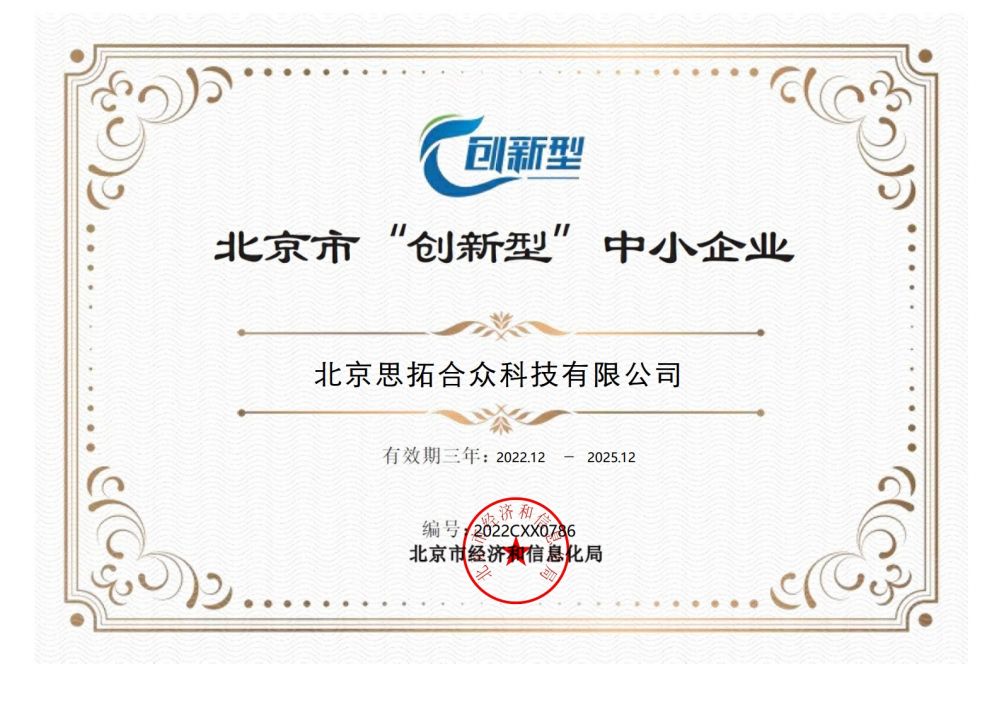 创新型
北京市“创新型”中小企业
北京思拓合众科技有限公司
有效期三年：2022.12 － 2025.12
编号：2022CXX0786
北京市经济和信息化局
北京市经济和信息化局